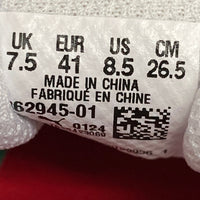 UK EUR US CM
7.5 41 8.5 26.5
MADE IN CHINA
FABRIQUÉ EN CHINE
62945-01
0124